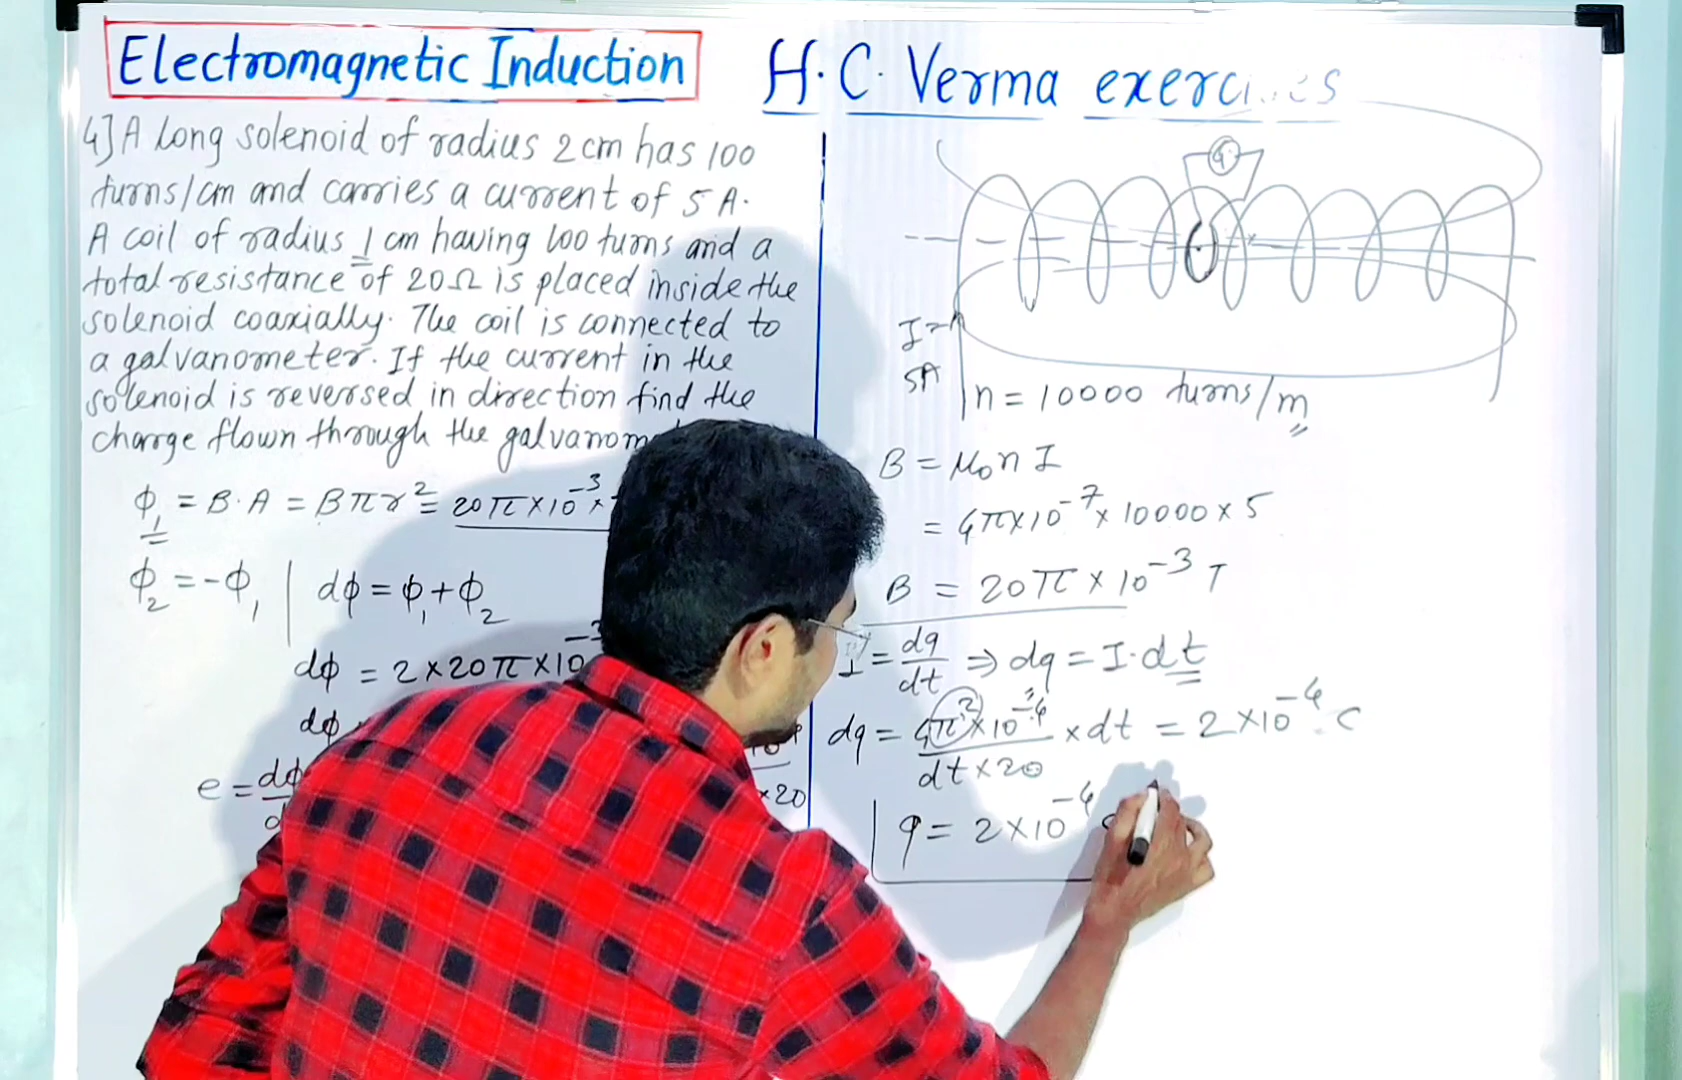 Electromagnetic Induction
H.C. Verma exercises
4] A long solenoid of radius 2 cm has 100
turns/cm and carries a current of 5 A.
A coil of radius 1 cm having 100 turns and a
total resistance of 20Ω is placed inside the
solenoid coaxially. The coil is connected to
a galvanometer. If the current in the
solenoid is reversed in direction find the
charge flown through the
ϕ₁ = B·A = Bπr² = 20π×10⁻³×
ϕ₂ = -ϕ₁ | dϕ = ϕ₁+ϕ₂
dϕ = 2×20π×10⁻³
dϕ
e = dϕ
×20
G
I =
5A
n = 10000 turns/m
B = μ₀nI
= 4π×10⁻⁷×10000×5
B = 20π×10⁻³ T
I = dq/dt ⇒ dq = I·dt
dq = 4π²×10⁻⁴/dt×20 ×dt = 2×10⁻⁴ C
q = 2×10⁻⁴